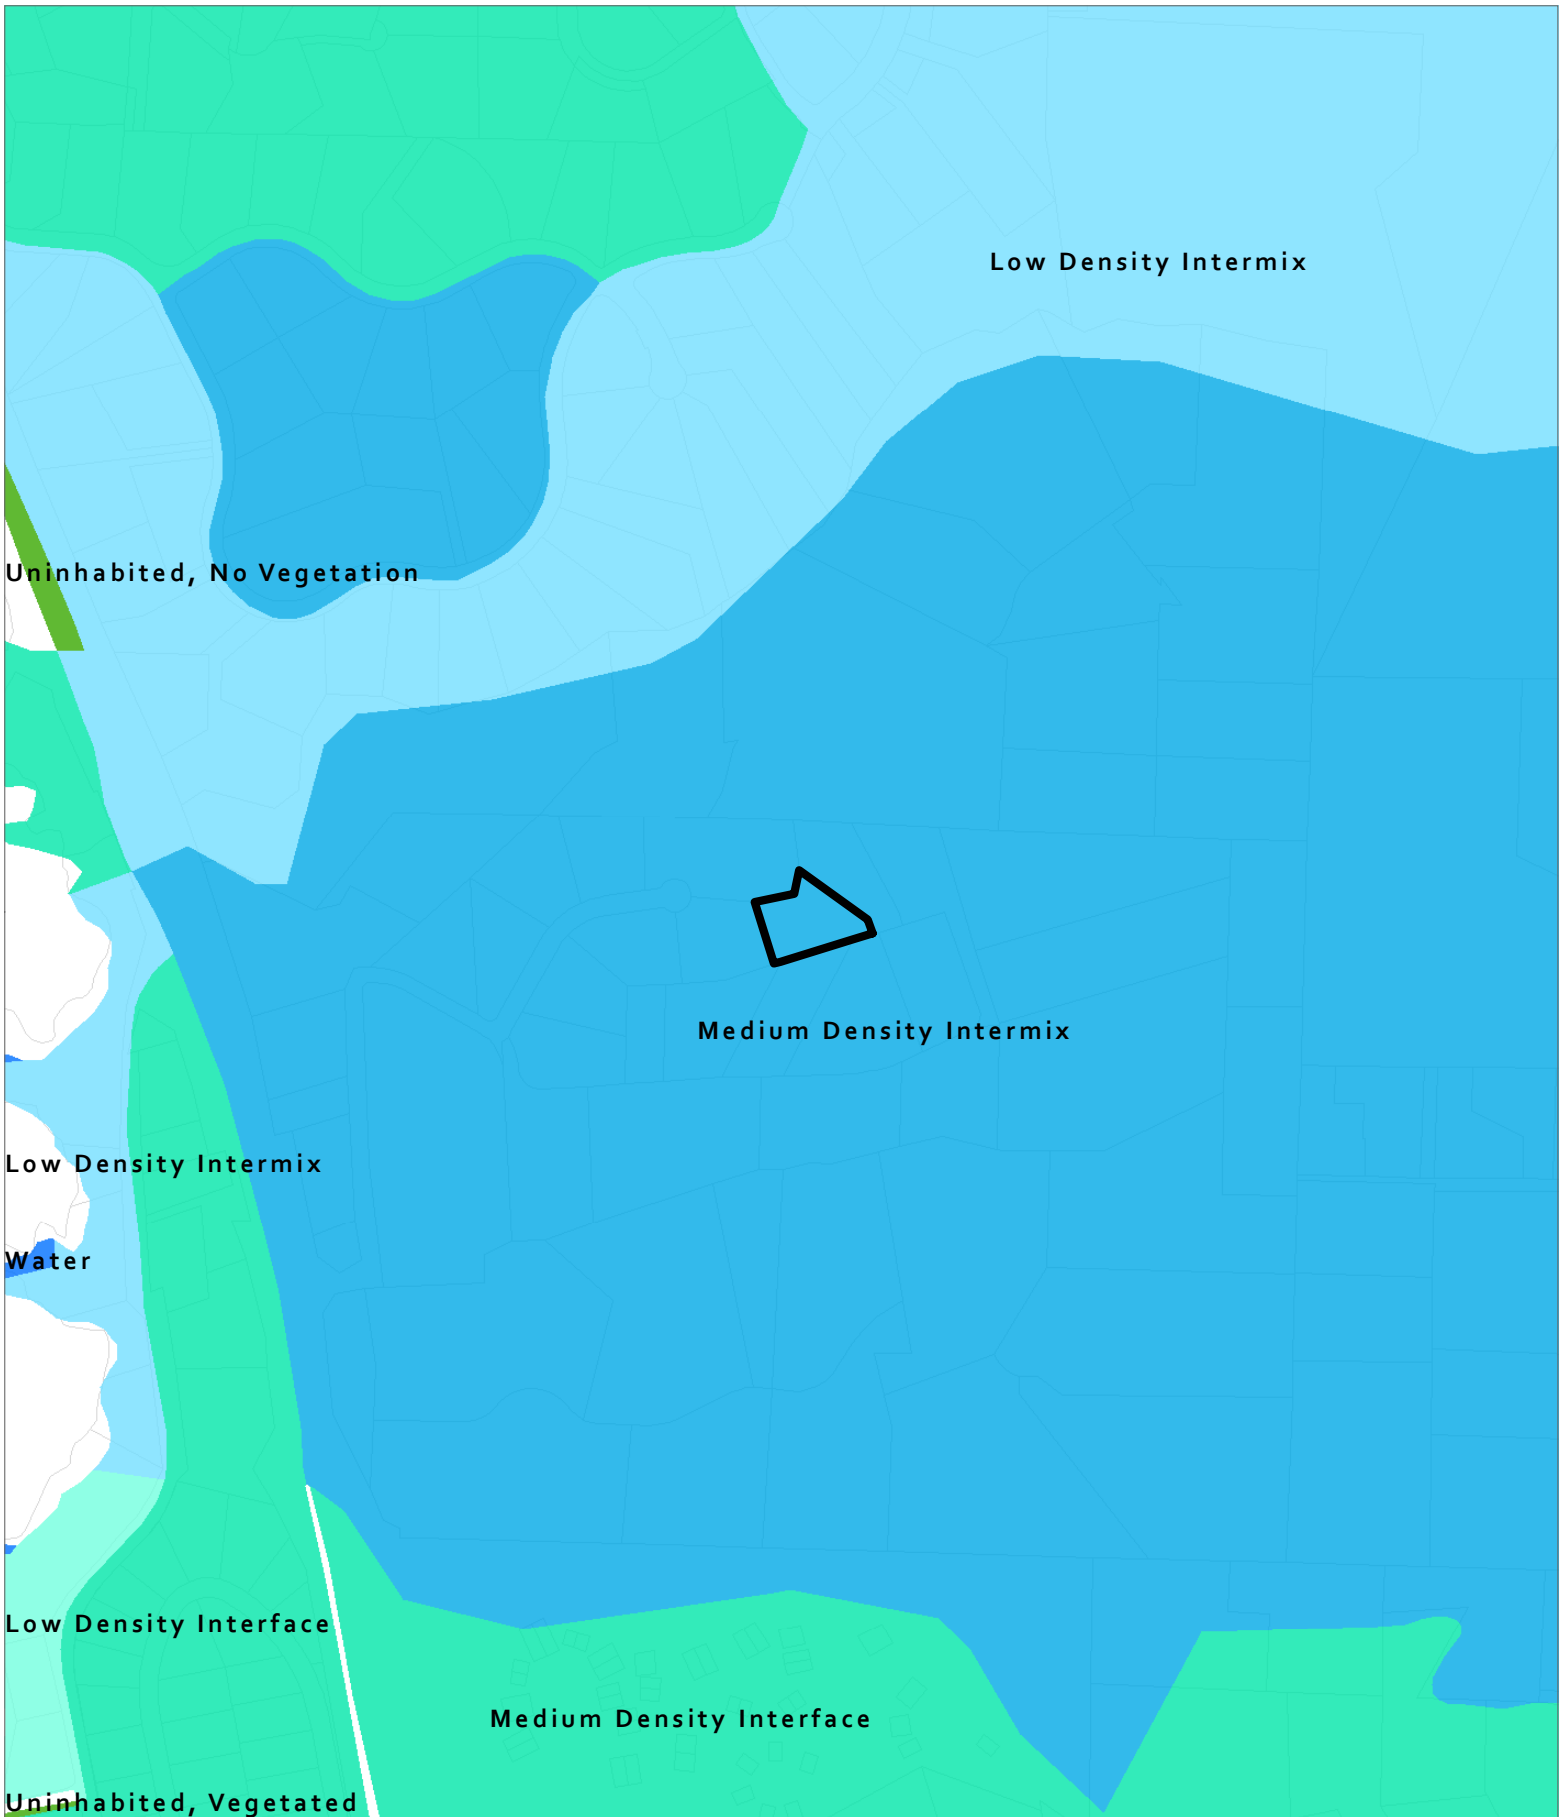 Low Density Intermix
Uninhabited, No Vegetation
Medium Density Intermix
Low Density Intermix
Water
Low Density Interface
Medium Density Interface
Uninhabited, Vegetated